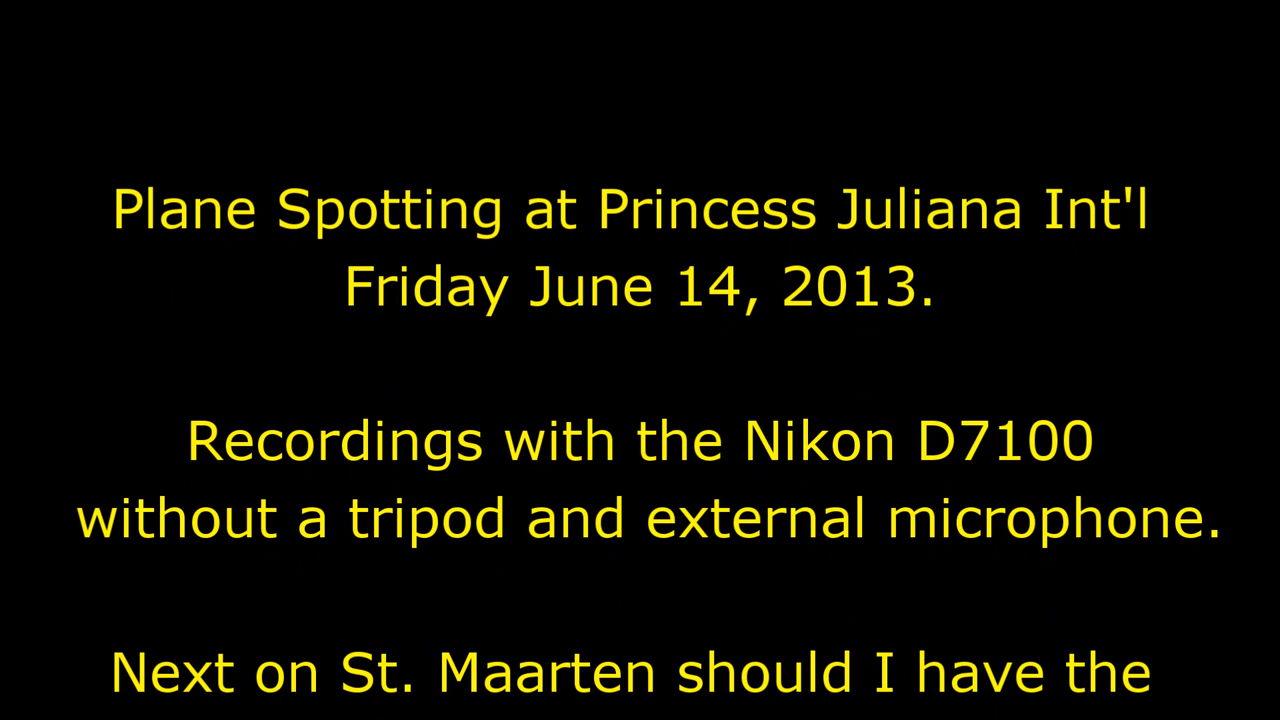 Plane Spotting at Princess Juliana Int'l
Friday June 14, 2013.
Recordings with the Nikon D7100
without a tripod and external microphone.
Next on St. Maarten should I have the